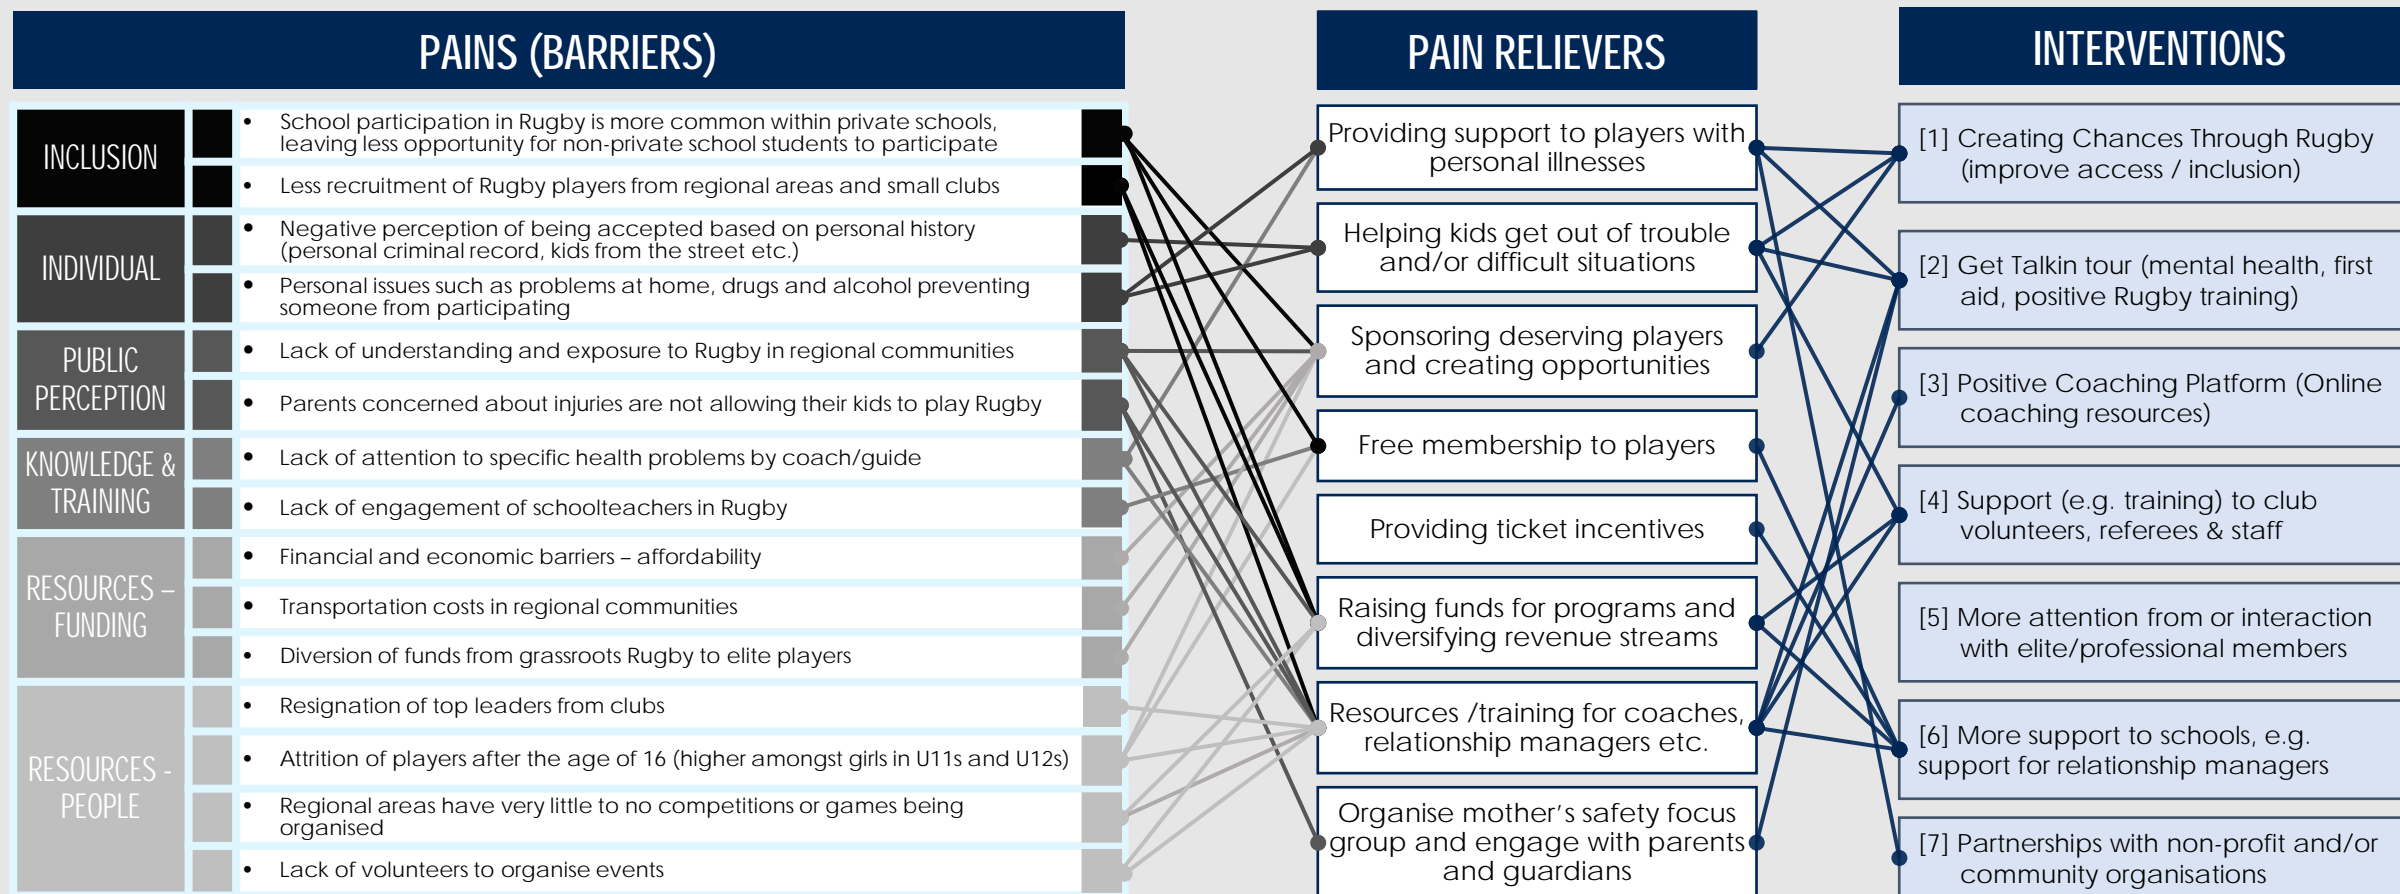 PAINS (BARRIERS)
INCLUSION
• School participation in Rugby is more common within private schools,
leaving less opportunity for non-private school students to participate
• Less recruitment of Rugby players from regional areas and small clubs
INDIVIDUAL
• Negative perception of being accepted based on personal history
(personal criminal record, kids from the street etc.)
• Personal issues such as problems at home, drugs and alcohol preventing
someone from participating
PUBLIC
PERCEPTION
• Lack of understanding and exposure to Rugby in regional communities
• Parents concerned about injuries are not allowing their kids to play Rugby
KNOWLEDGE &
TRAINING
• Lack of attention to specific health problems by coach/guide
• Lack of engagement of schoolteachers in Rugby
RESOURCES –
FUNDING
• Financial and economic barriers – affordability
• Transportation costs in regional communities
• Diversion of funds from grassroots Rugby to elite players
RESOURCES -
PEOPLE
• Resignation of top leaders from clubs
• Attrition of players after the age of 16 (higher amongst girls in U11s and U12s)
• Regional areas have very little to no competitions or games being
organised
• Lack of volunteers to organise events
PAIN RELIEVERS
Providing support to players with
personal illnesses
Helping kids get out of trouble
and/or difficult situations
Sponsoring deserving players
and creating opportunities
Free membership to players
Providing ticket incentives
Raising funds for programs and
diversifying revenue streams
Resources /training for coaches,
relationship managers etc.
Organise mother's safety focus
group and engage with parents
and guardians
INTERVENTIONS
[1] Creating Chances Through Rugby
(improve access / inclusion)
[2] Get Talkin tour (mental health, first
aid, positive Rugby training)
[3] Positive Coaching Platform (Online
coaching resources)
[4] Support (e.g. training) to club
volunteers, referees & staff
[5] More attention from or interaction
with elite/professional members
[6] More support to schools, e.g.
support for relationship managers
[7] Partnerships with non-profit and/or
community organisations